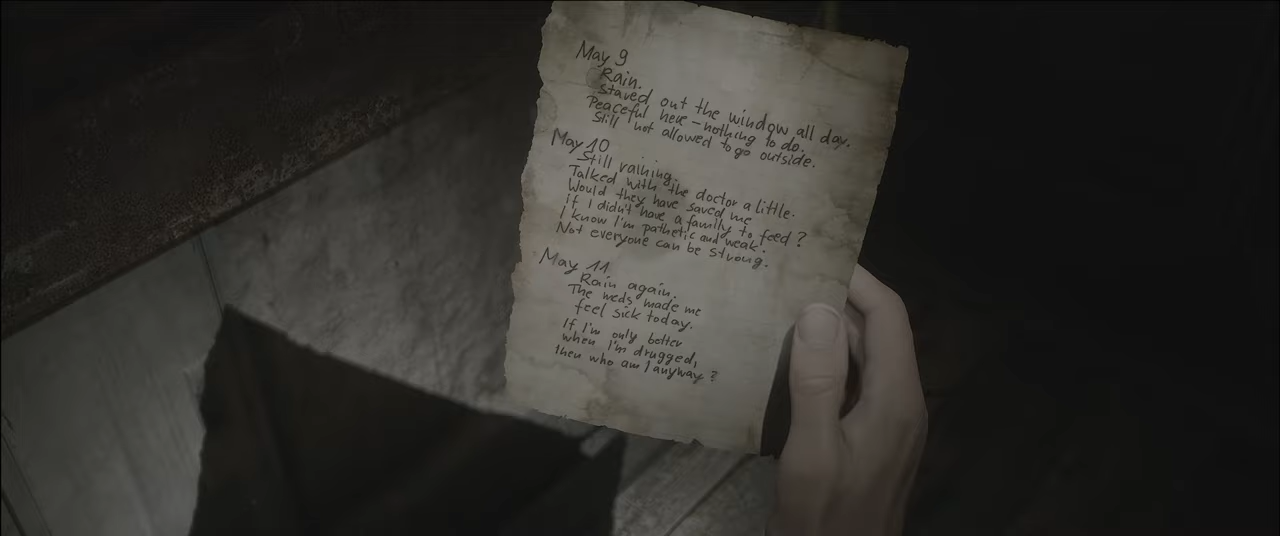 May 9
Rain.
Stared out the window all day.
Peaceful here - nothing to do.
Still not allowed to go outside.
May 10
Still raining.
Talked with the doctor a little.
Would they have saved me
if I didn't have a family to feed?
I know I'm pathetic and weak.
Not everyone can be strong.
May 11
Rain again.
The meds made me
feel sick today.
If I'm only better
when I'm drugged,
then who am I anyway?